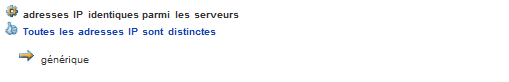 adresses IP identiques parmi les serveurs
Toutes les adresses IP sont distinctes
générique